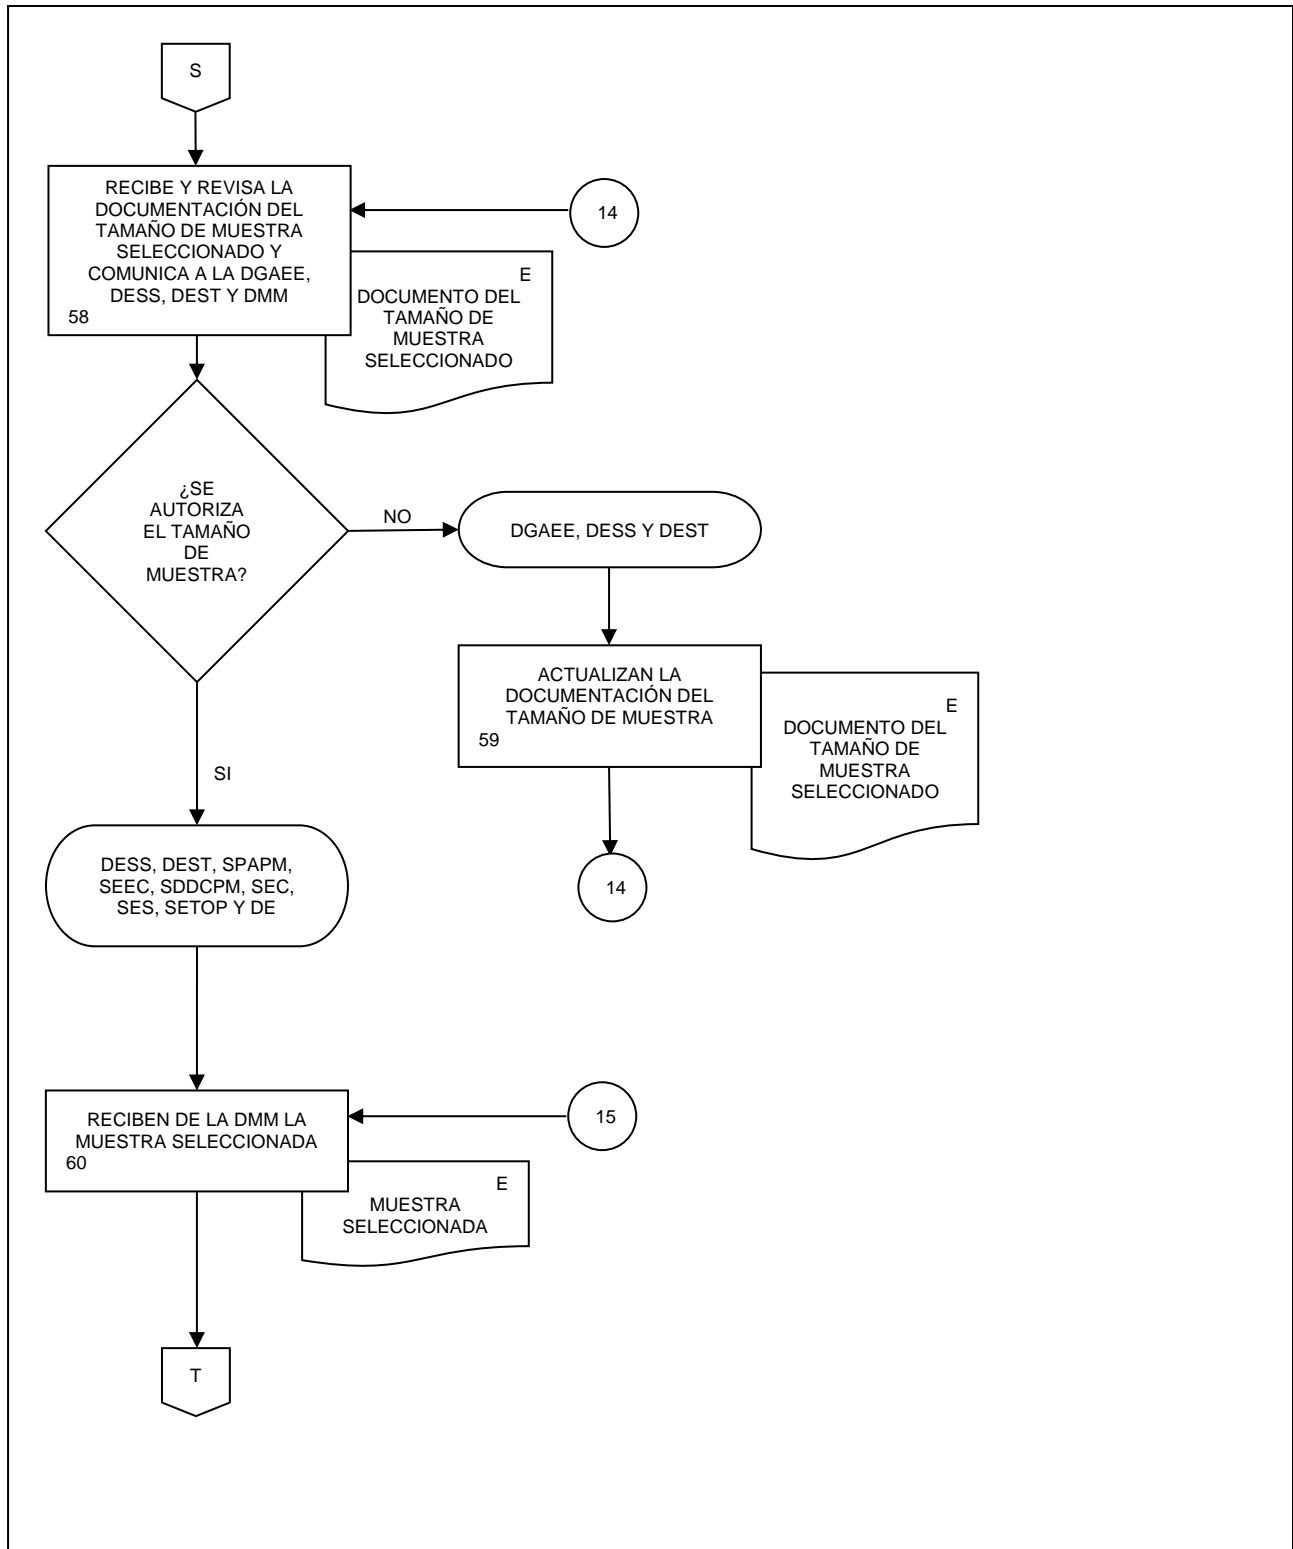 S
RECIBE Y REVISA LA
DOCUMENTACIÓN DEL
TAMAÑO DE MUESTRA
SELECCIONADO Y
COMUNICA A LA DGAEE,
DESS, DEST Y DMM
58
14
E
DOCUMENTO DEL
TAMAÑO DE
MUESTRA
SELECCIONADO
¿SE
AUTORIZA
EL TAMAÑO
DE
MUESTRA?
NO
DGAEE, DESS Y DEST
ACTUALIZAN LA
DOCUMENTACIÓN DEL
TAMAÑO DE MUESTRA
59
E
DOCUMENTO DEL
TAMAÑO DE
MUESTRA
SELECCIONADO
14
SI
DESS, DEST, SPAPM,
SEEC, SDDCPM, SEC,
SES, SETOP Y DE
RECIBEN DE LA DMM LA
MUESTRA SELECCIONADA
60
15
E
MUESTRA
SELECCIONADA
T